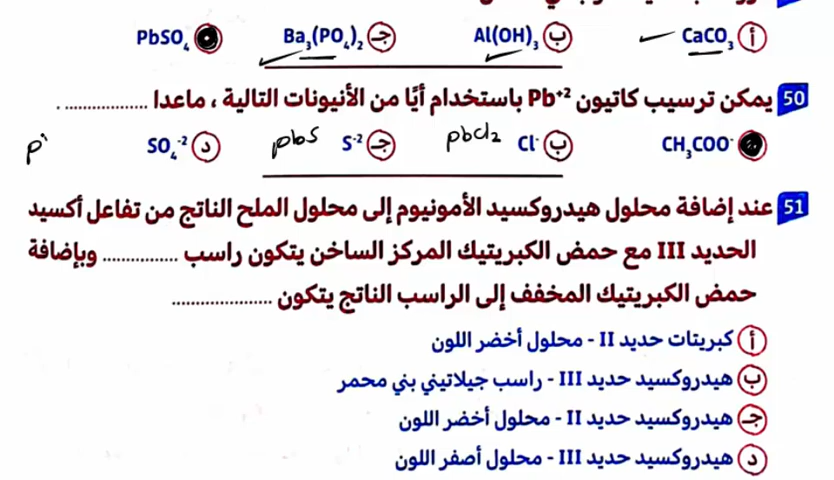 أ CaCO₃ ب Al(OH)₃ جـ Ba₃(PO₄)₂ PbSO₄
50 يمكن ترسيب كاتيون Pb⁺² باستخدام أيًا من الأنيونات التالية ، ماعدا .................. .
CH₃COO⁻ ب Cl⁻ pbcl₂ جـ S⁻² pbs د SO₄⁻²
51 عند إضافة محلول هيدروكسيد الأمونيوم إلى محلول الملح الناتج من تفاعل أكسيد
الحديد III مع حمض الكبريتيك المركز الساخن يتكون راسب ................ وبإضافة
حمض الكبريتيك المخفف إلى الراسب الناتج يتكون .....................
أ كبريتات حديد II - محلول أخضر اللون
ب هيدروكسيد حديد III - راسب جيلاتيني بني محمر
جـ هيدروكسيد حديد II - محلول أخضر اللون
د هيدروكسيد حديد III - محلول أصفر اللون